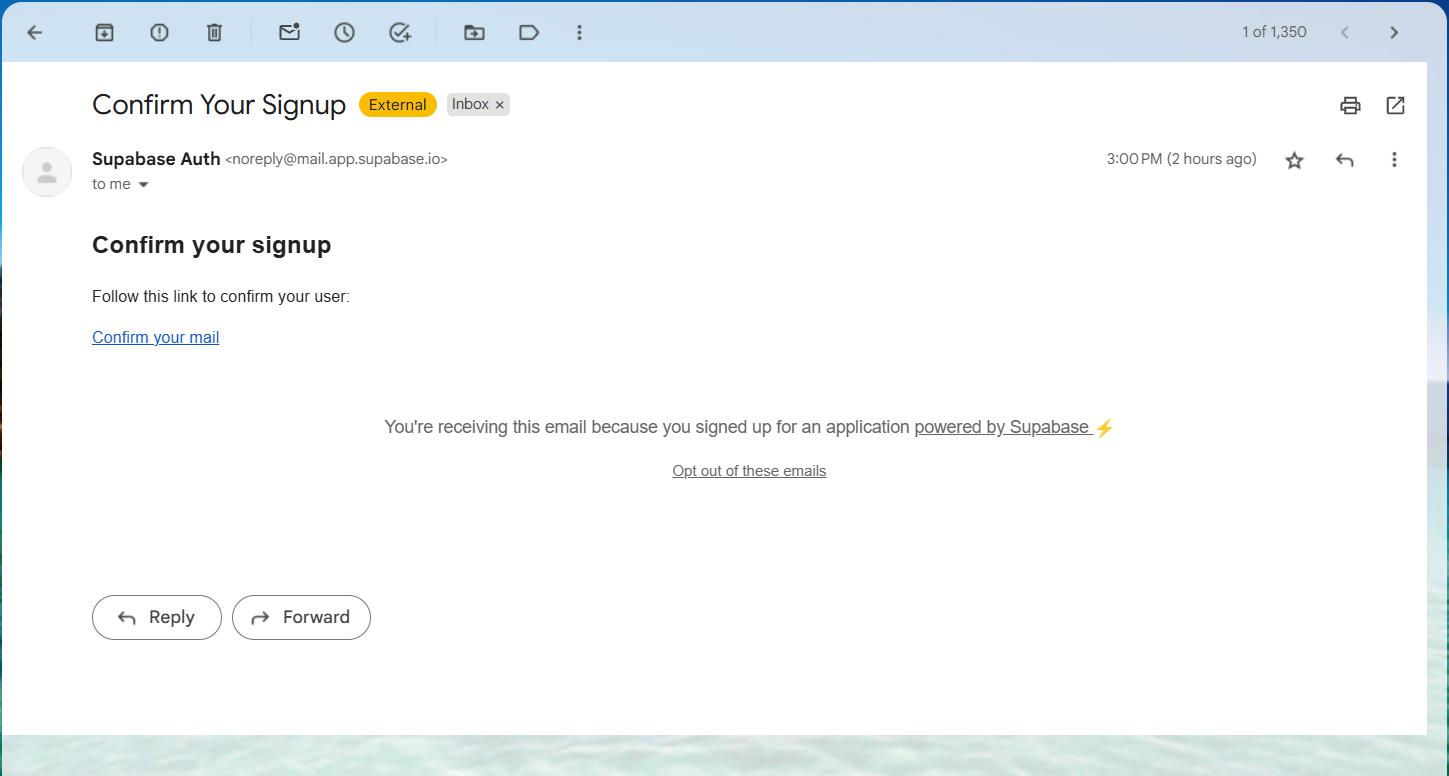 1 of 1,350
Confirm Your Signup External Inbox ×
Supabase Auth <noreply@mail.app.supabase.io> 3:00 PM (2 hours ago)
to me
Confirm your signup
Follow this link to confirm your user:
Confirm your mail
You're receiving this email because you signed up for an application powered by Supabase ⚡
Opt out of these emails
Reply Forward